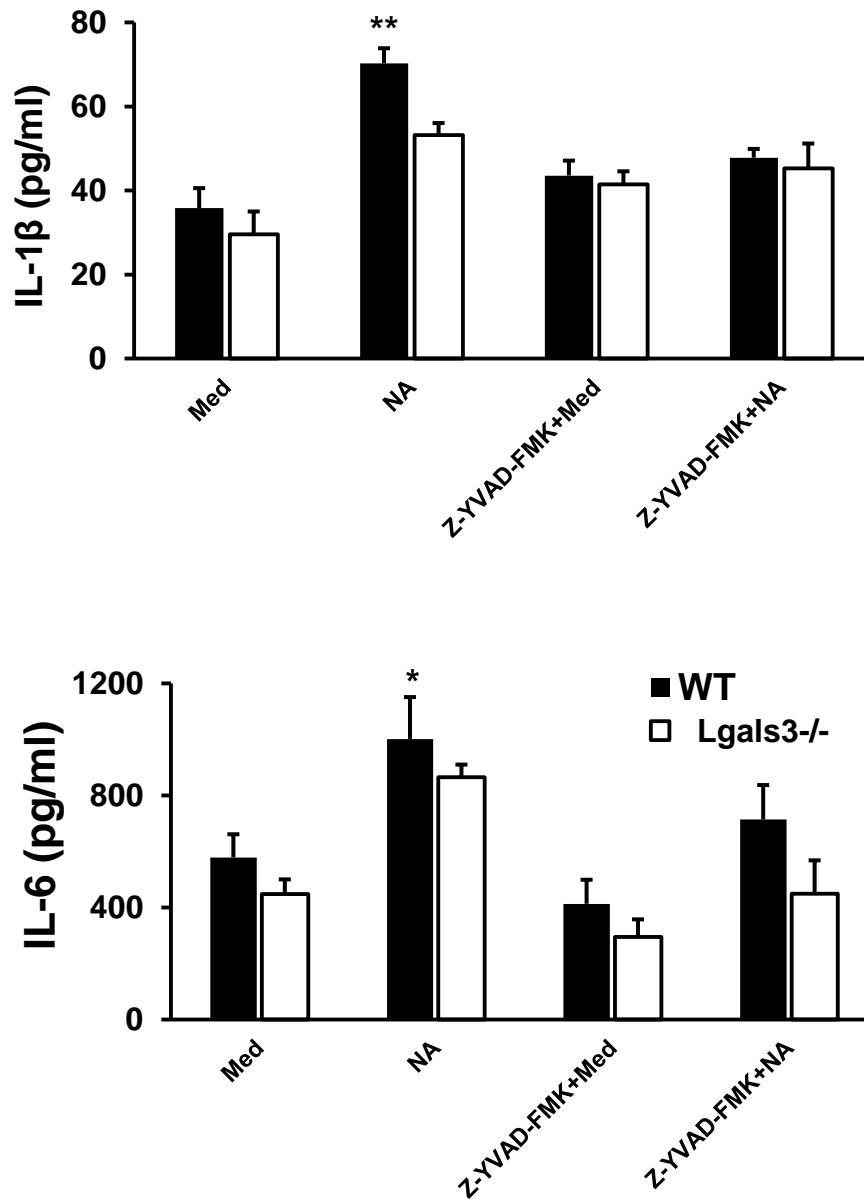 80
60
40
20
0
IL-1β (pg/ml)
**
Med
NA
Z-YVAD-FMK+Med
Z-YVAD-FMK+NA
1200
800
400
0
IL-6 (pg/ml)
*
WT
Lgals3-/-
Med
NA
Z-YVAD-FMK+Med
Z-YVAD-FMK+NA